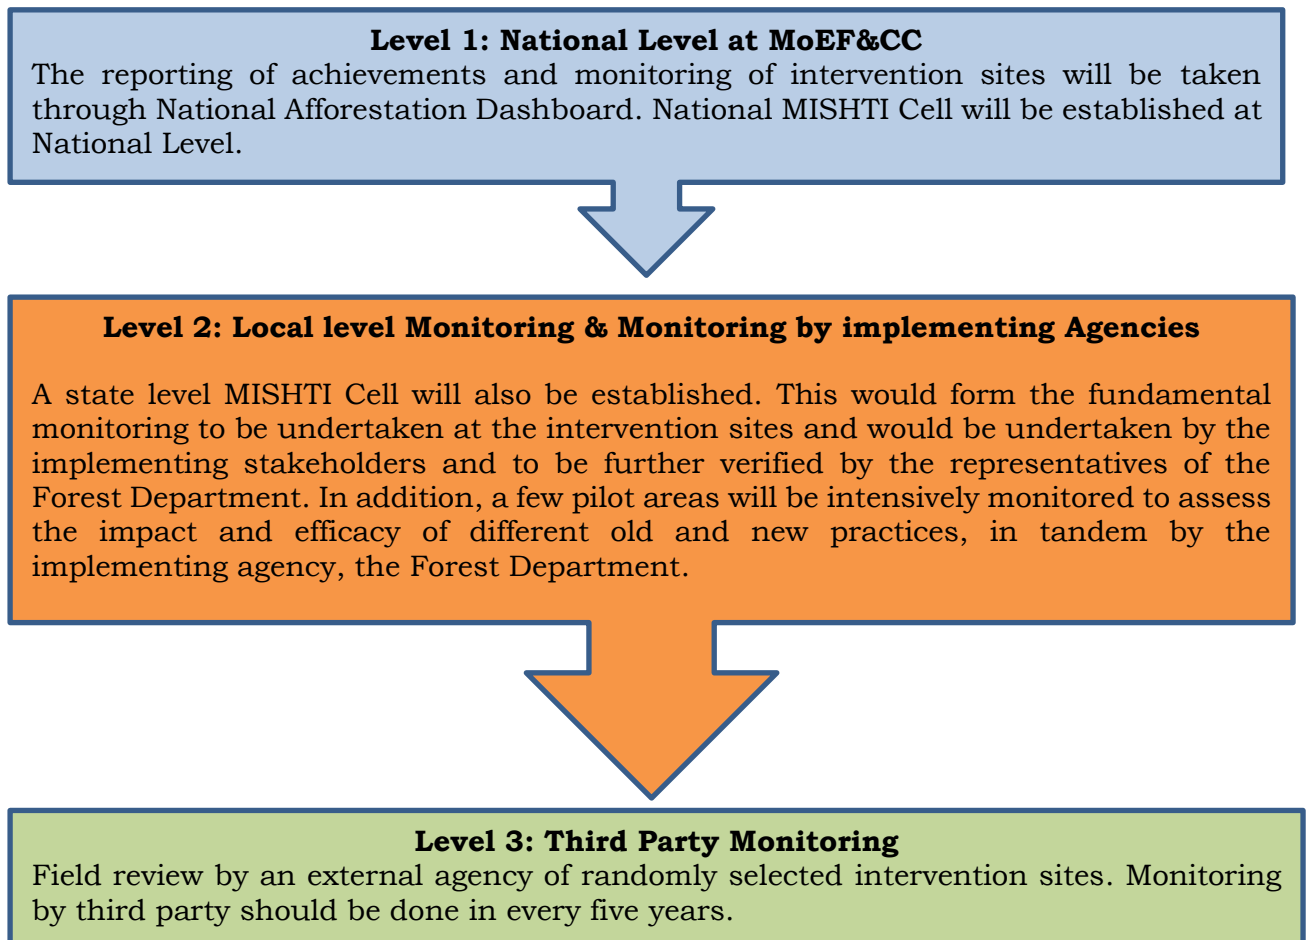 Level 1: National Level at MoEF&CC
The reporting of achievements and monitoring of intervention sites will be taken
through National Afforestation Dashboard. National MISHTI Cell will be established at
National Level.
Level 2: Local level Monitoring & Monitoring by implementing Agencies
A state level MISHTI Cell will also be established. This would form the fundamental
monitoring to be undertaken at the intervention sites and would be undertaken by the
implementing stakeholders and to be further verified by the representatives of the
Forest Department. In addition, a few pilot areas will be intensively monitored to assess
the impact and efficacy of different old and new practices, in tandem by the
implementing agency, the Forest Department.
Level 3: Third Party Monitoring
Field review by an external agency of randomly selected intervention sites. Monitoring
by third party should be done in every five years.